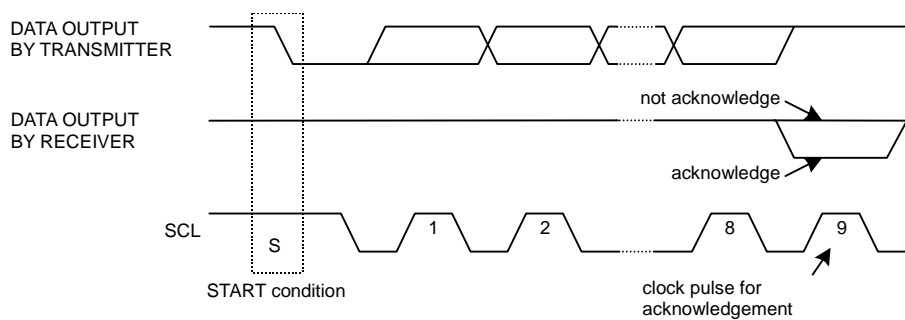 DATA OUTPUT
BY TRANSMITTER
DATA OUTPUT
BY RECEIVER
not acknowledge
acknowledge
SCL
S
1
2
8
9
START condition
clock pulse for
acknowledgement